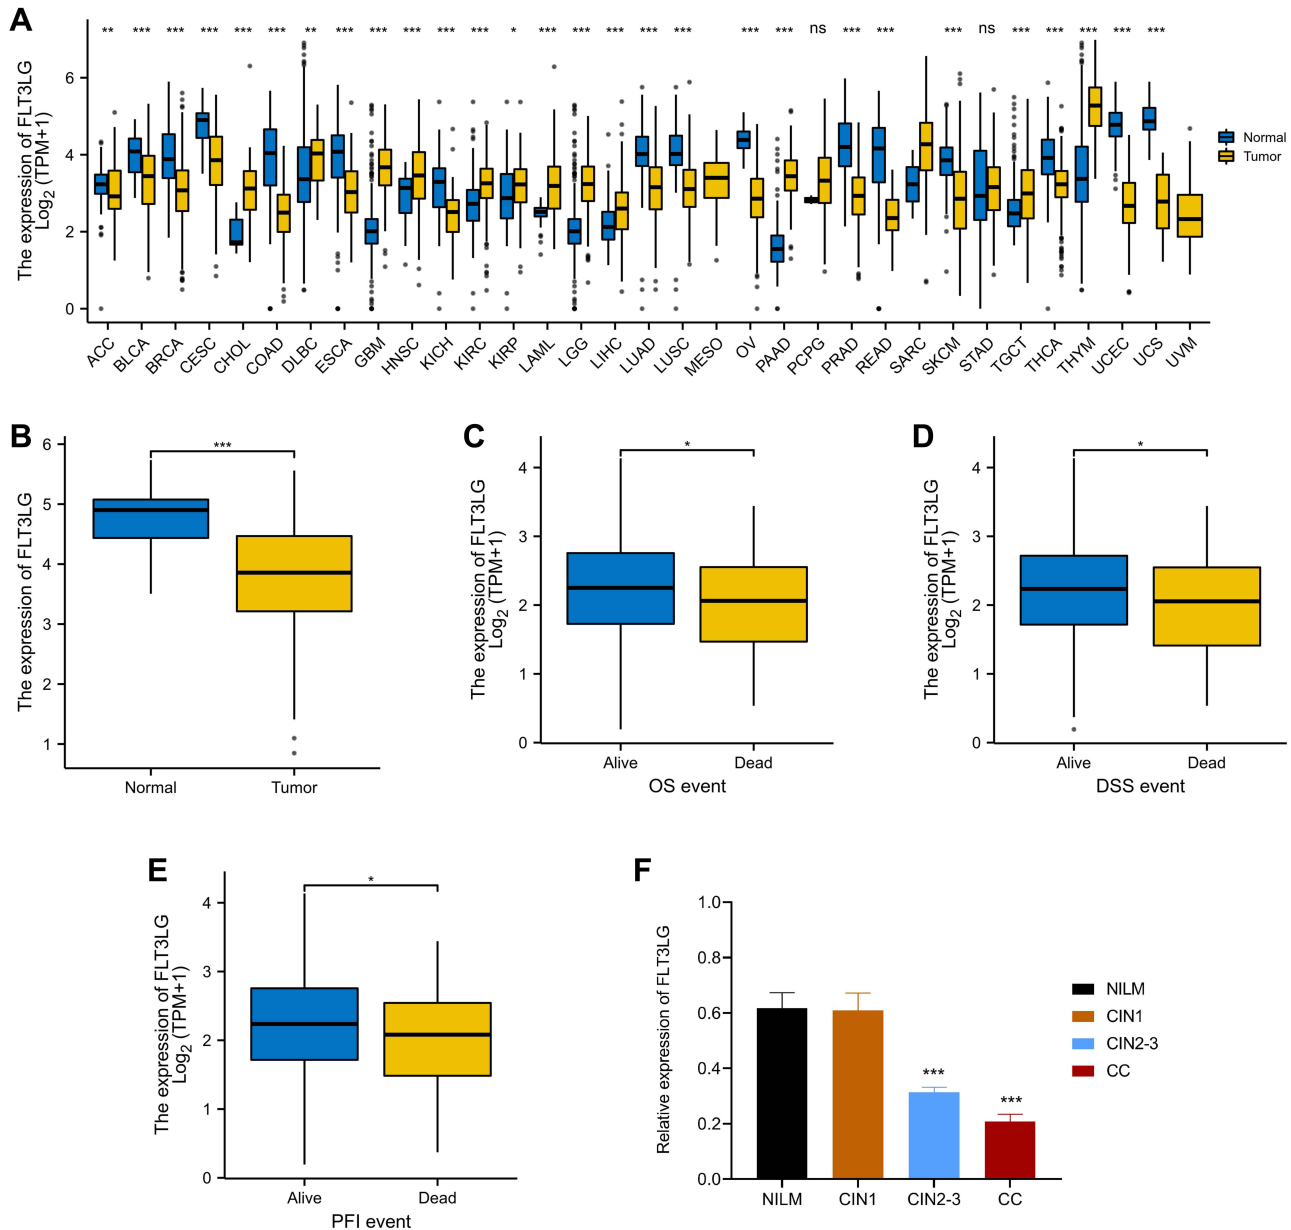 A
** *** *** *** *** *** ** *** *** *** *** *** * *** *** *** *** *** *** *** ns *** *** *** ns *** *** *** *** ***
The expression of FLT3LG
Log2 (TPM+1)
6
4
2
0
Normal
Tumor
ACC
BLCA
BRCA
CESC
CHOL
COAD
DLBC
ESCA
GBM
HNSC
KICH
KIRC
KIRP
LAML
LGG
LIHC
LUAD
LUSC
MESO
OV
PAAD
PCPG
PRAD
READ
SARC
SKCM
STAD
TGCT
THCA
THYM
UCEC
UCS
UVM
B
The expression of FLT3LG
6
5
4
3
2
1
***
Normal
Tumor
C
The expression of FLT3LG
Log2 (TPM+1)
4
3
2
1
0
*
Alive
Dead
OS event
D
The expression of FLT3LG
Log2 (TPM+1)
4
3
2
1
0
*
Alive
Dead
DSS event
E
The expression of FLT3LG
Log2 (TPM+1)
4
3
2
1
0
*
Alive
Dead
PFI event
F
Relative expression of FLT3LG
1.0
0.8
0.6
0.4
0.2
0.0
***
***
NILM
CIN1
CIN2-3
CC
NILM
CIN1
CIN2-3
CC